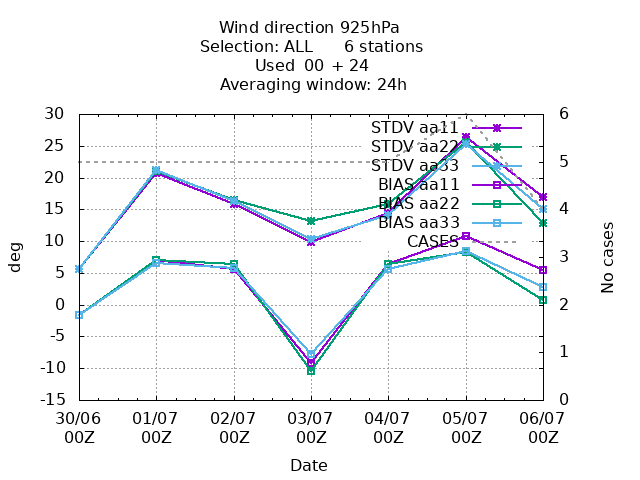 Wind direction 925hPa
Selection: ALL 6 stations
Used 00 + 24
Averaging window: 24h
30
25
20
15
10
5
0
-5
-10
-15
6
5
4
3
2
1
0
deg
No cases
STDV aa11
STDV aa22
STDV aa33
BIAS aa11
BIAS aa22
BIAS aa33
CASES
30/06 01/07 02/07 03/07 04/07 05/07 06/07
00Z 00Z 00Z 00Z 00Z 00Z 00Z
Date